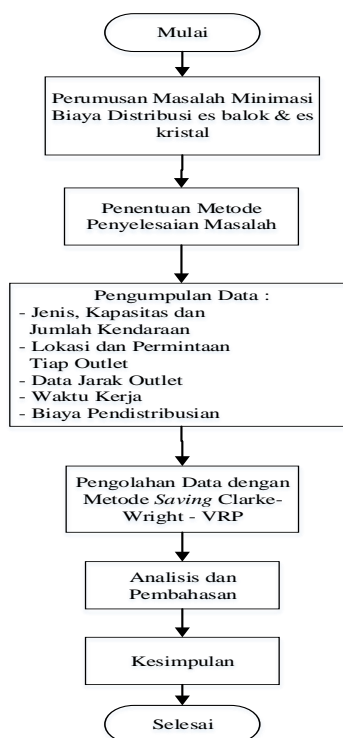 Mulai
Perumusan Masalah Minimasi
Biaya Distribusi es balok & es
kristal
Penentuan Metode
Penyelesaian Masalah
Pengumpulan Data :
- Jenis, Kapasitas dan
Jumlah Kendaraan
- Lokasi dan Permintaan
Tiap Outlet
- Data Jarak Outlet
- Waktu Kerja
- Biaya Pendistribusian
Pengolahan Data dengan
Metode Saving Clarke-
Wright - VRP
Analisis dan
Pembahasan
Kesimpulan
Selesai